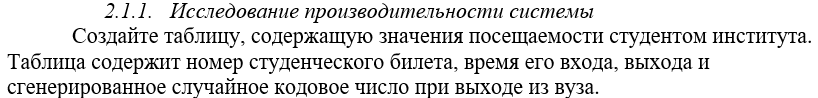 2.1.1. Исследование производительности системы
Создайте таблицу, содержащую значения посещаемости студентом института.
Таблица содержит номер студенческого билета, время его входа, выхода и
сгенерированное случайное кодовое число при выходе из вуза.